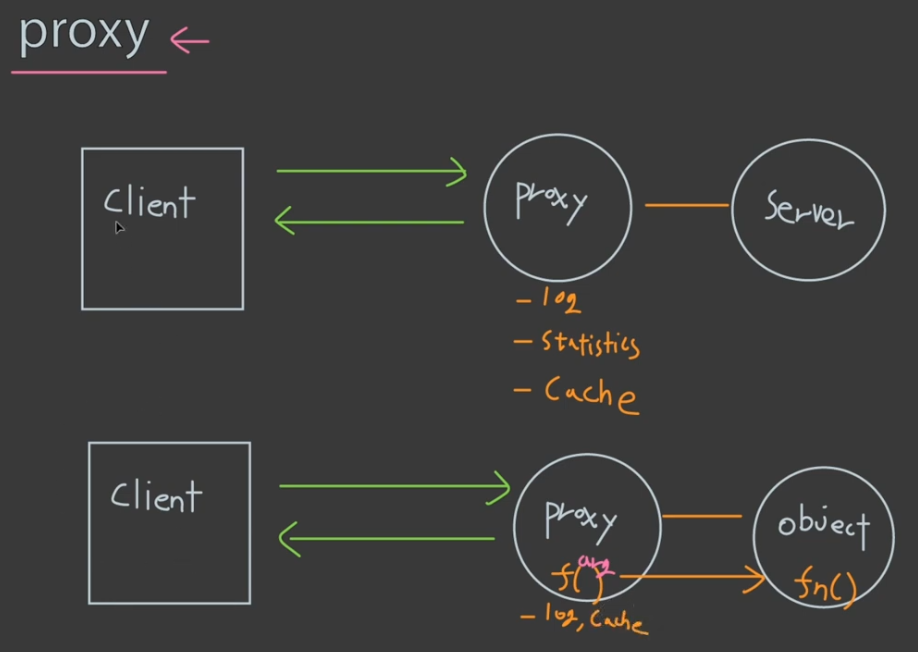 proxy
Client
proxy
Server
- log
- Statistics
- Cache
Client
proxy
object
f(arg)
fn()
- log, Cache